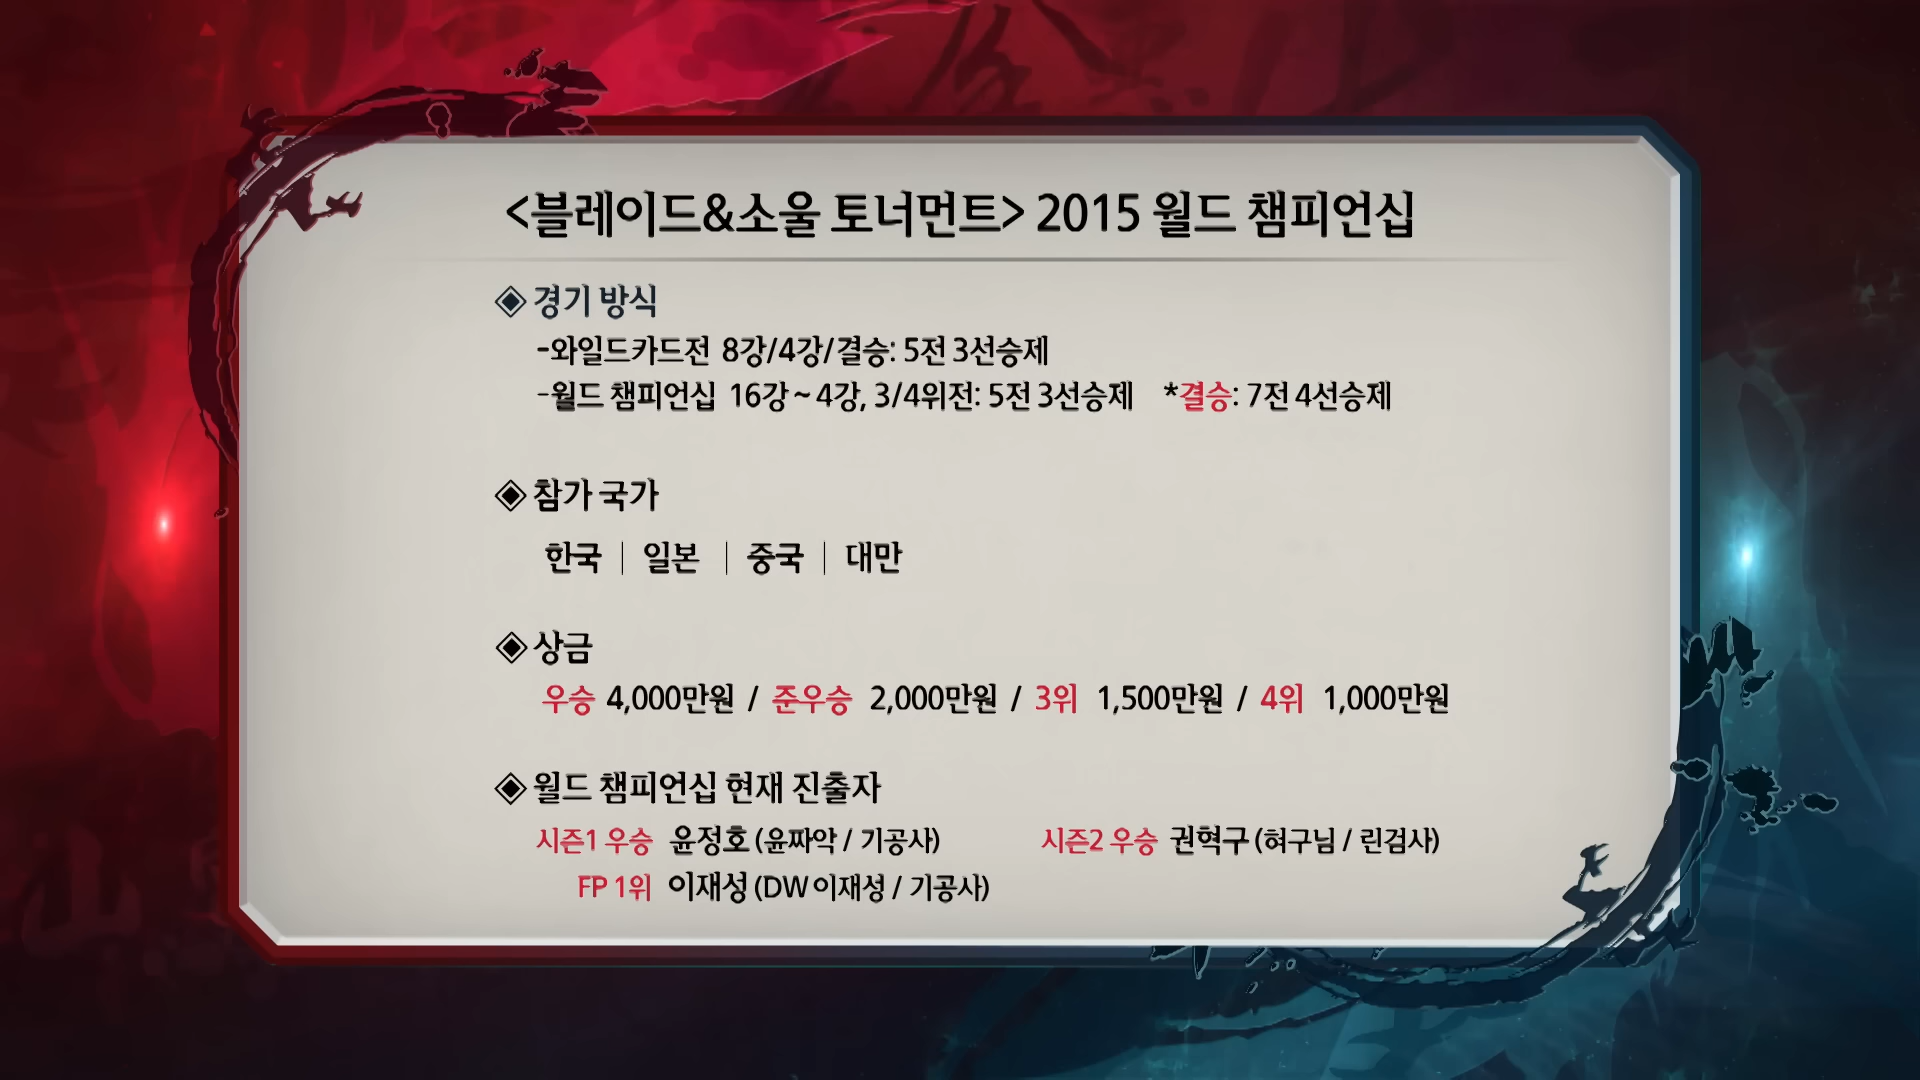 <블레이드&소울 토너먼트> 2015 월드 챔피언십
◈ 경기 방식
-와일드카드전 8강/4강/결승: 5전 3선승제
-월드 챔피언십 16강~4강, 3/4위전: 5전 3선승제 *결승: 7전 4선승제
◈ 참가 국가
한국 | 일본 | 중국 | 대만
◈ 상금
우승 4,000만원 / 준우승 2,000만원 / 3위 1,500만원 / 4위 1,000만원
◈ 월드 챔피언십 현재 진출자
시즌1 우승 윤정호 (윤짜악 / 기공사) 시즌2 우승 권혁구 (혀구님 / 린검사)
FP 1위 이재성 (DW이재성 / 기공사)